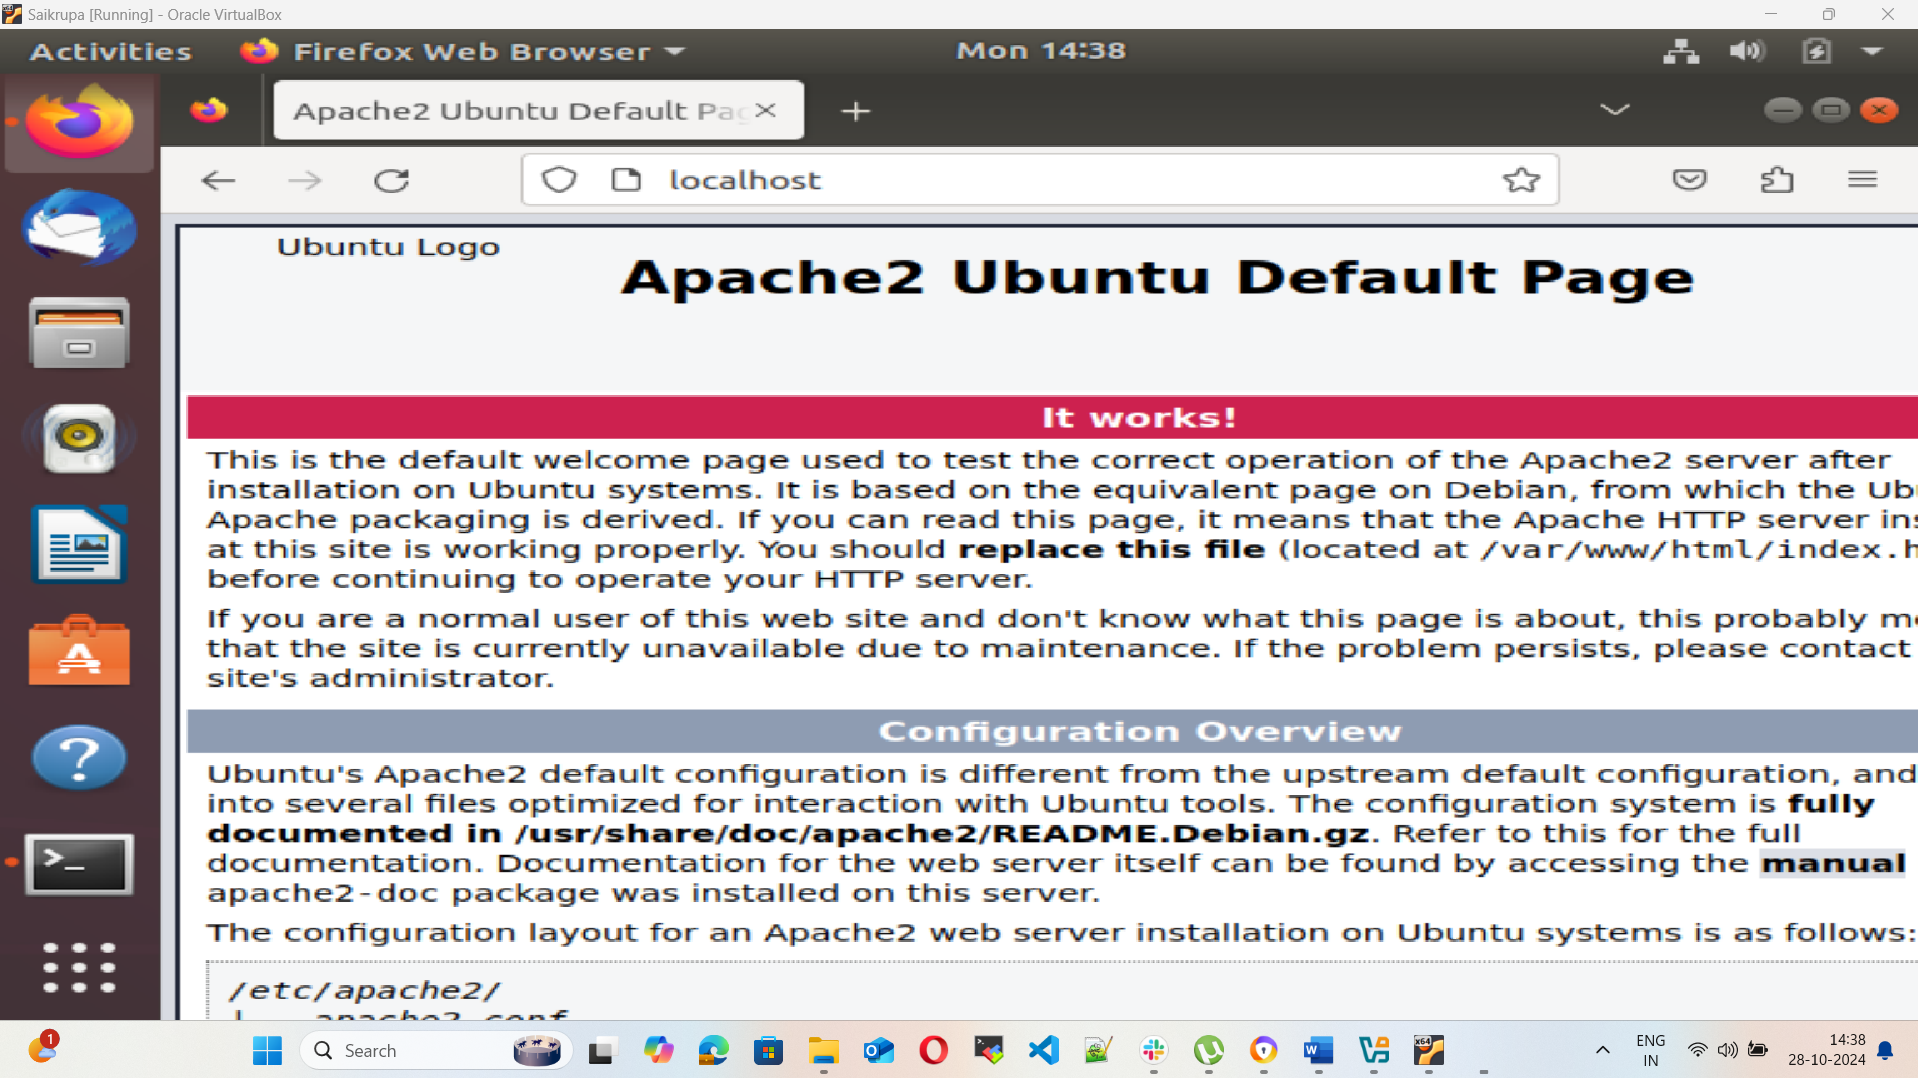 Saikrupa [Running] - Oracle VirtualBox
Activities Firefox Web Browser Mon 14:38
Apache2 Ubuntu Default Pag
localhost
Ubuntu Logo
Apache2 Ubuntu Default Page
It works!
This is the default welcome page used to test the correct operation of the Apache2 server after
installation on Ubuntu systems. It is based on the equivalent page on Debian, from which the Ub
Apache packaging is derived. If you can read this page, it means that the Apache HTTP server ins
at this site is working properly. You should replace this file (located at /var/www/html/index.h
before continuing to operate your HTTP server.
If you are a normal user of this web site and don't know what this page is about, this probably m
that the site is currently unavailable due to maintenance. If the problem persists, please contact
site's administrator.
Configuration Overview
Ubuntu's Apache2 default configuration is different from the upstream default configuration, and
into several files optimized for interaction with Ubuntu tools. The configuration system is fully
documented in /usr/share/doc/apache2/README.Debian.gz. Refer to this for the full
documentation. Documentation for the web server itself can be found by accessing the manual
apache2-doc package was installed on this server.
The configuration layout for an Apache2 web server installation on Ubuntu systems is as follows:
/etc/apache2/
apache2.conf
1
Search
ENG
IN
14:38
28-10-2024